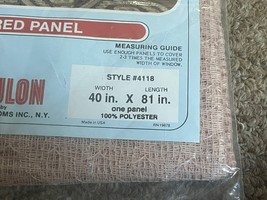 RED PANEL
MEASURING GUIDE
USE ENOUGH PANELS TO COVER
2-3 TIMES THE MEASURED
WIDTH OF WINDOW.
STYLE #4118
WIDTH LENGTH
40 in. X 81 in.
one panel
100% POLYESTER
Made in USA
ULON
by
OMS INC., N.Y.